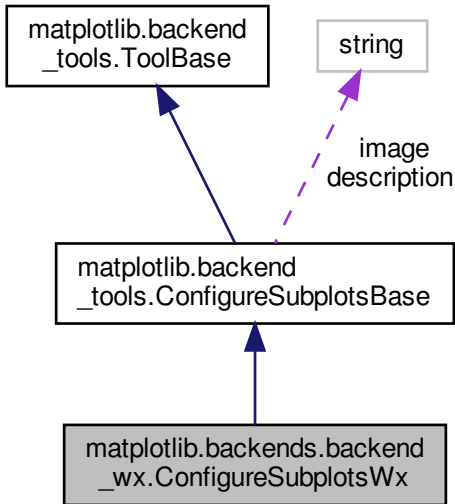 matplotlib.backend
_tools.ToolBase
string
image
description
matplotlib.backend
_tools.ConfigureSubplotsBase
matplotlib.backends.backend
_wx.ConfigureSubplotsWx